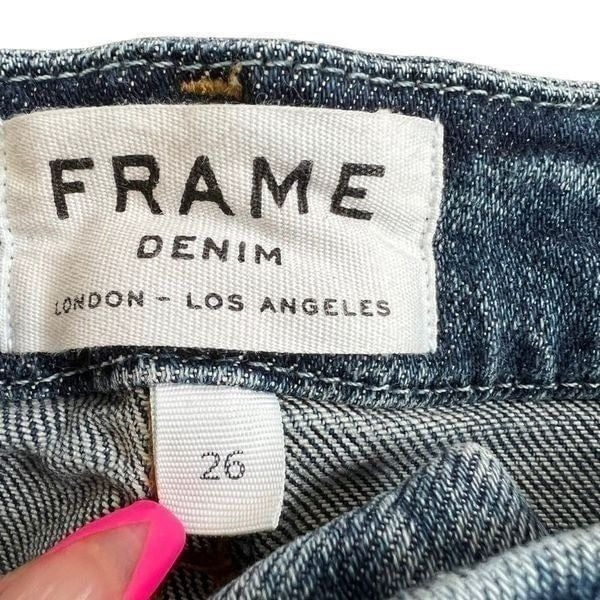 FRAME
DENIM
LONDON - LOS ANGELES
26